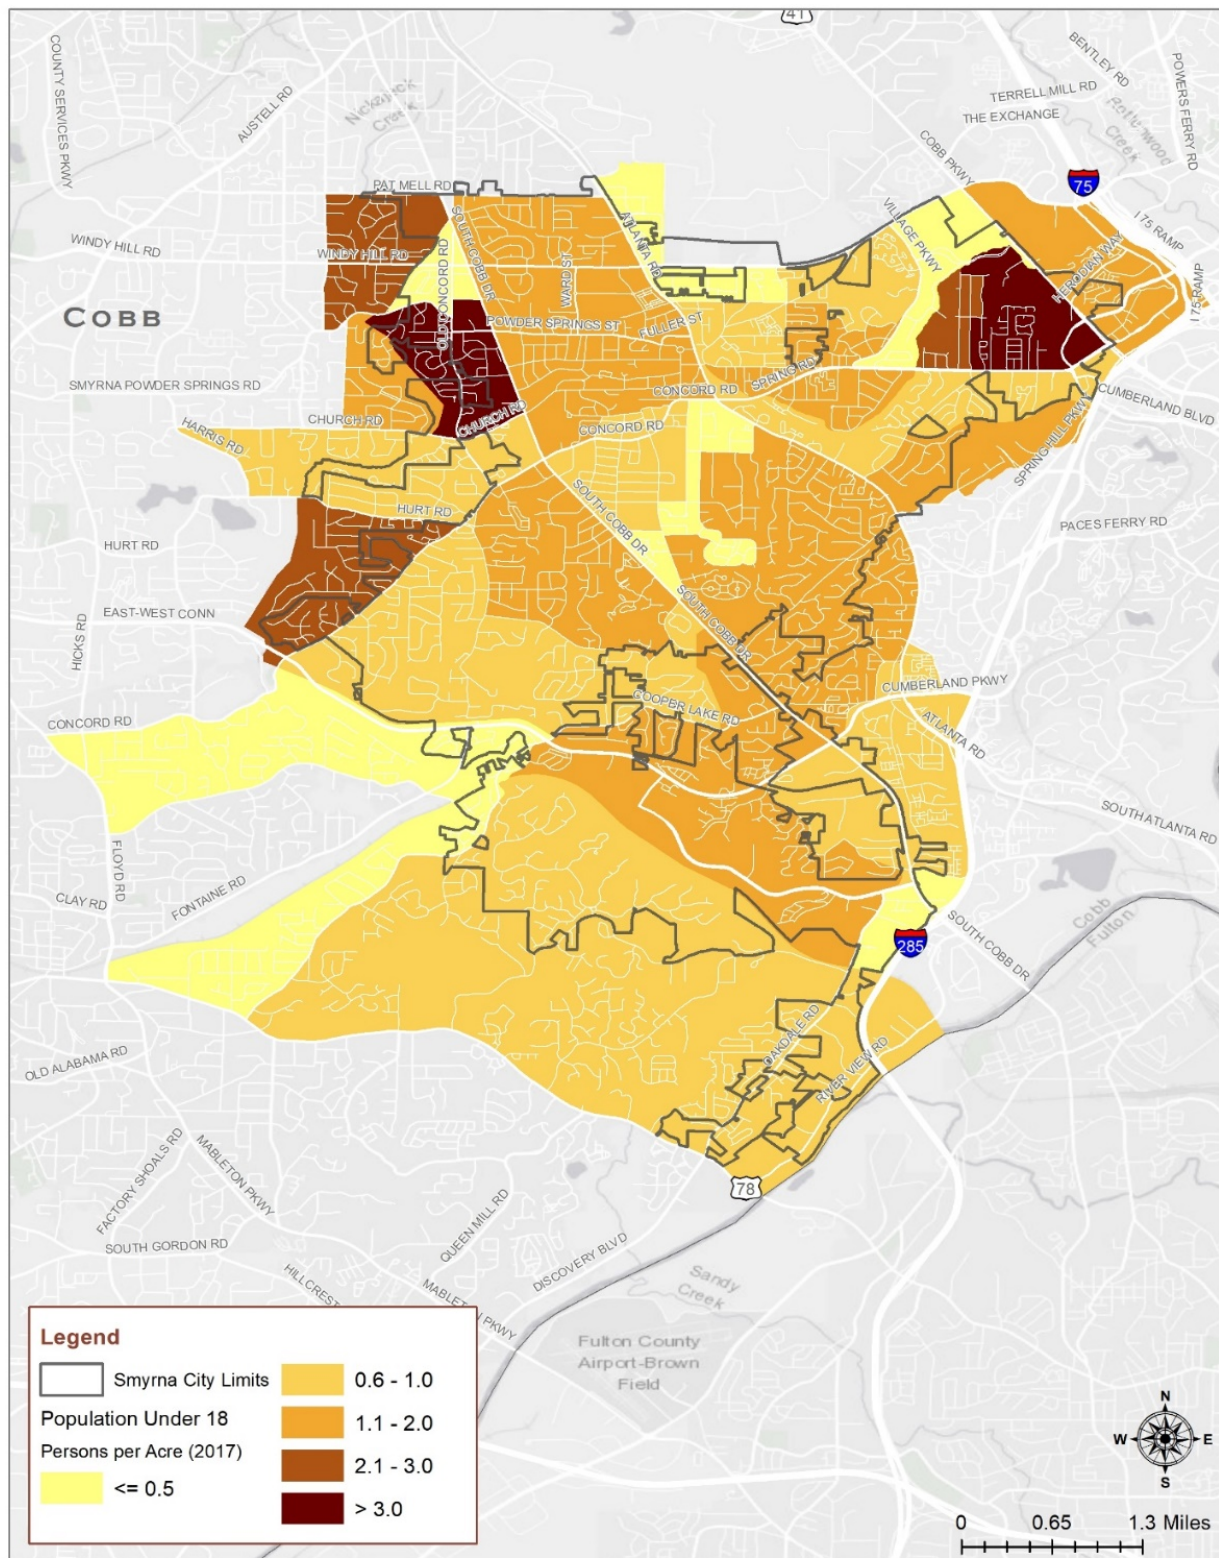 41
COUNTY SERVICES PKWY
BENTLEY RD
POWERS FERRY RD
AUSTELL RD
Nickajack
Creek
TERRELL MILL RD
THE EXCHANGE
Rottenwood
Creek
COBB PKWY
75
PAT MELL RD
I 75 RAMP
WINDY HILL RD
WINDY HILL RD
OLD CONCORD RD
SOUTH COBB DR
WARD ST
ATLANTA RD
VILLAGE PKWY
HERODIAN WAY
I 75 RAMP
COBB
POWDER SPRINGS ST
FULLER ST
SMYRNA POWDER SPRINGS RD
CONCORD RD
SPRING RD
CUMBERLAND BLVD
HARRIS RD
CHURCH RD
CHURCH RD
CONCORD RD
SPRING HILL PKWY
HURT RD
HURT RD
SOUTH COBB DR
PACES FERRY RD
EAST-WEST CONN
HICKS RD
SOUTH COBB DR
CUMBERLAND PKWY
CONCORD RD
COOPER LAKE RD
ATLANTA RD
SOUTH ATLANTA RD
FLOYD RD
CLAY RD
FONTAINE RD
Cobb
Fulton
SOUTH COBB DR
285
OLD ALABAMA RD
OAKDALE RD
RIVER VIEW RD
FACTORY SHOALS RD
MABLETON PKWY
78
QUEEN MILL RD
SOUTH GORDON RD
DISCOVERY BLVD
HILLCREST
MABLETON PKWY
Sandy
Creek
Fulton County
Airport-Brown
Field
Legend
Smyrna City Limits
Population Under 18
Persons per Acre (2017)
<= 0.5
0.6 - 1.0
1.1 - 2.0
2.1 - 3.0
> 3.0
N
W
E
S
0 0.65 1.3 Miles